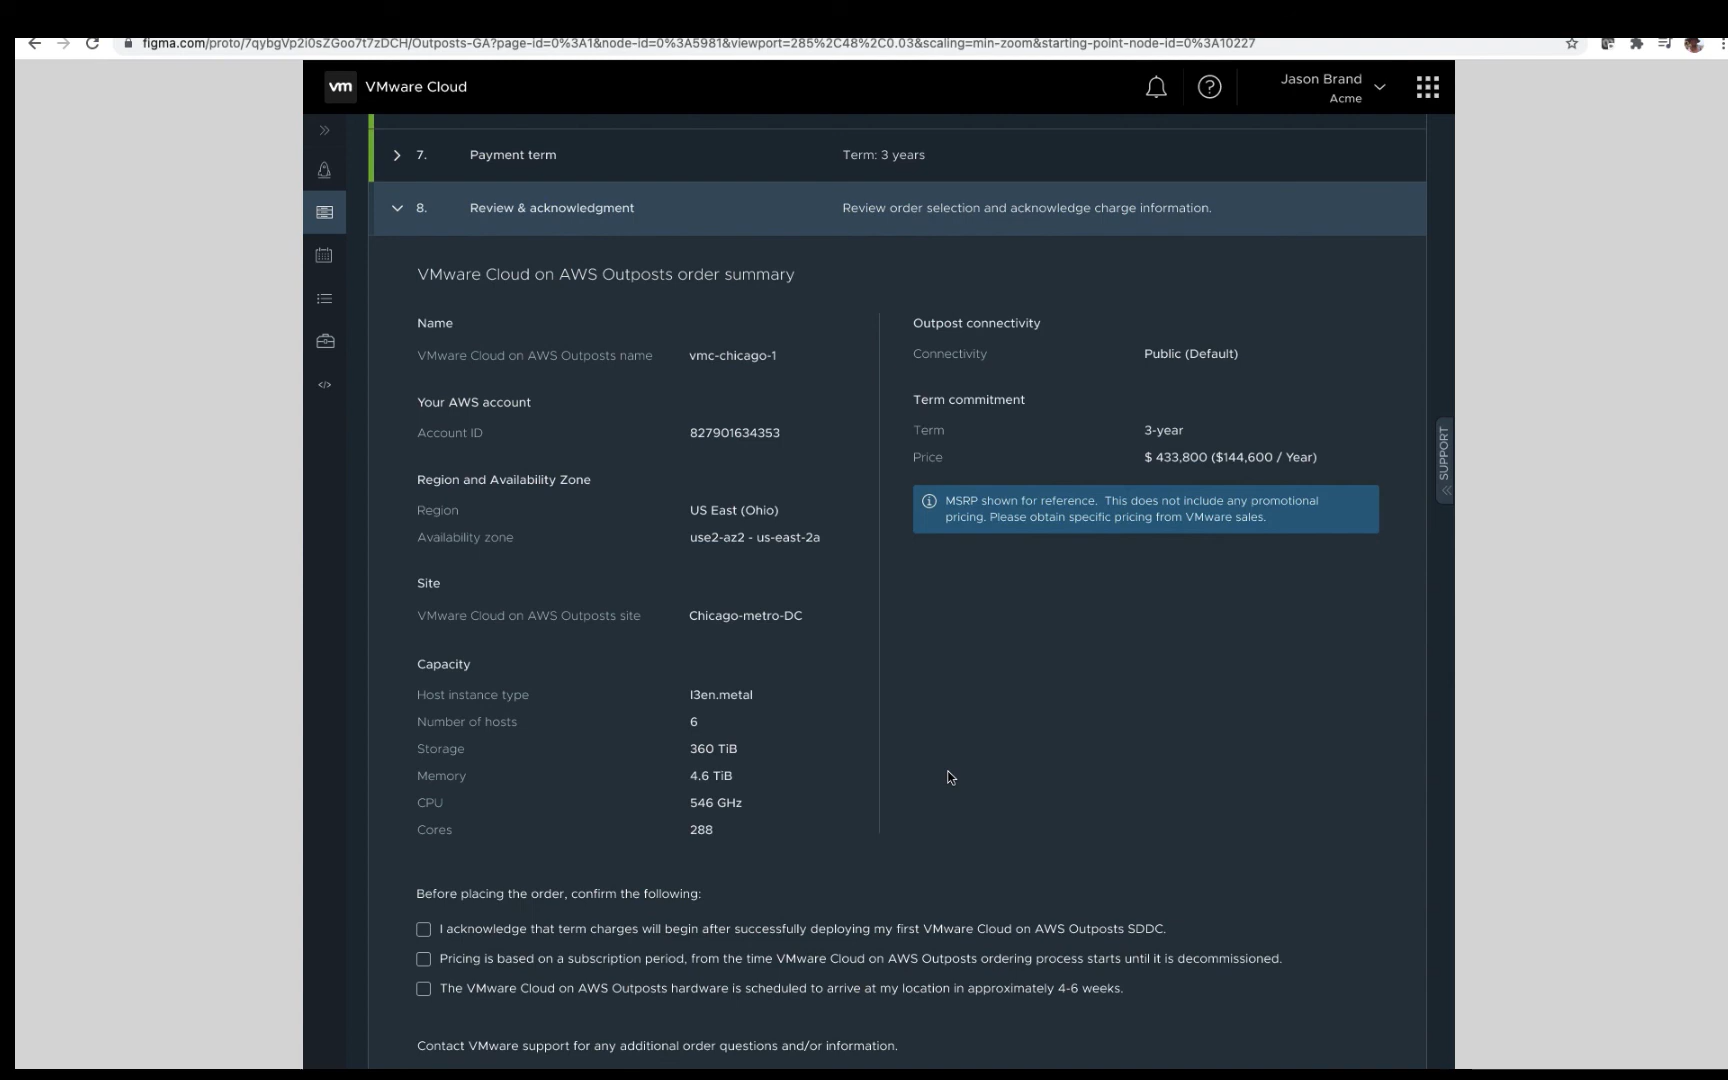 figma.com/proto/7qybgVp2i0sZGoo7t7zDCH/Outposts-GA?page-id=0%3A1&node-id=0%3A5981&viewport=285%2C48%2C0.03&scaling=min-zoom&starting-point-node-id=0%3A10227
vm VMware Cloud
Jason Brand
Acme
7. Payment term Term: 3 years
8. Review & acknowledgment Review order selection and acknowledge charge information.
VMware Cloud on AWS Outposts order summary
Name
VMware Cloud on AWS Outposts name vmc-chicago-1
Your AWS account
Account ID 827901634353
Region and Availability Zone
Region US East (Ohio)
Availability zone use2-az2 - us-east-2a
Site
VMware Cloud on AWS Outposts site Chicago-metro-DC
Capacity
Host instance type I3en.metal
Number of hosts 6
Storage 360 TiB
Memory 4.6 TiB
CPU 546 GHz
Cores 288
Outpost connectivity
Connectivity Public (Default)
Term commitment
Term 3-year
Price $ 433,800 ($144,600 / Year)
MSRP shown for reference. This does not include any promotional
pricing. Please obtain specific pricing from VMware sales.
SUPPORT
Before placing the order, confirm the following:
I acknowledge that term charges will begin after successfully deploying my first VMware Cloud on AWS Outposts SDDC.
Pricing is based on a subscription period, from the time VMware Cloud on AWS Outposts ordering process starts until it is decommissioned.
The VMware Cloud on AWS Outposts hardware is scheduled to arrive at my location in approximately 4-6 weeks.
Contact VMware support for any additional order questions and/or information.